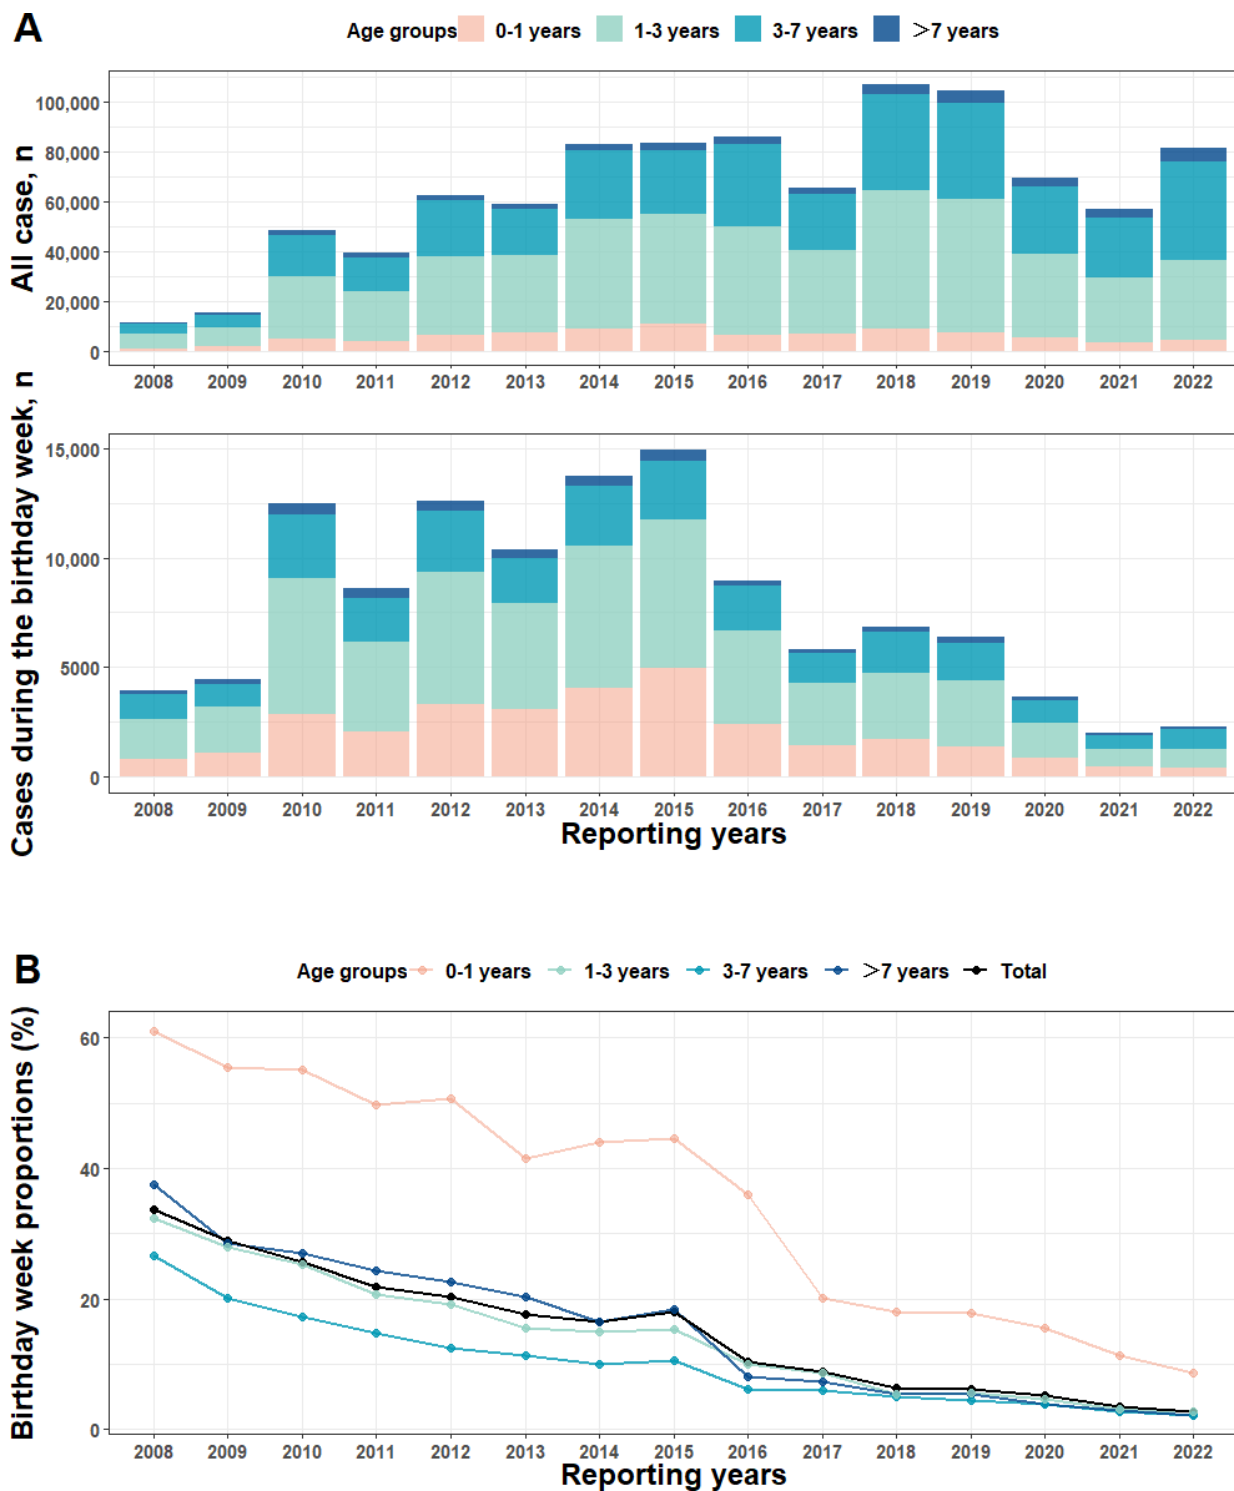 A
Age groups 0-1 years 1-3 years 3-7 years >7 years
All case, n
100,000
80,000
60,000
40,000
20,000
0
2008 2009 2010 2011 2012 2013 2014 2015 2016 2017 2018 2019 2020 2021 2022
Cases during the birthday week, n
15,000
10,000
5000
0
2008 2009 2010 2011 2012 2013 2014 2015 2016 2017 2018 2019 2020 2021 2022
Reporting years
B
Age groups 0-1 years 1-3 years 3-7 years >7 years Total
Birthday week proportions (%)
60
40
20
0
2008 2009 2010 2011 2012 2013 2014 2015 2016 2017 2018 2019 2020 2021 2022
Reporting years